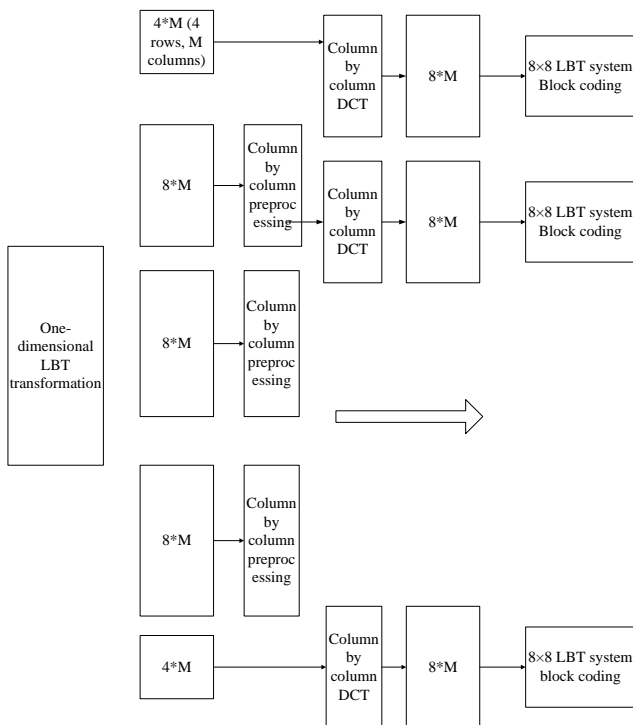 4*M (4
rows, M
columns)
Column
by
column
DCT
8*M
8×8 LBT system
Block coding
8*M
Column
by
column
preproc
essing
Column
by
column
DCT
8*M
8×8 LBT system
Block coding
One-
dimensional
LBT
transformation
8*M
Column
by
column
preproc
essing
8*M
Column
by
column
preproc
essing
4*M
Column
by
column
DCT
8*M
8×8 LBT system
block coding